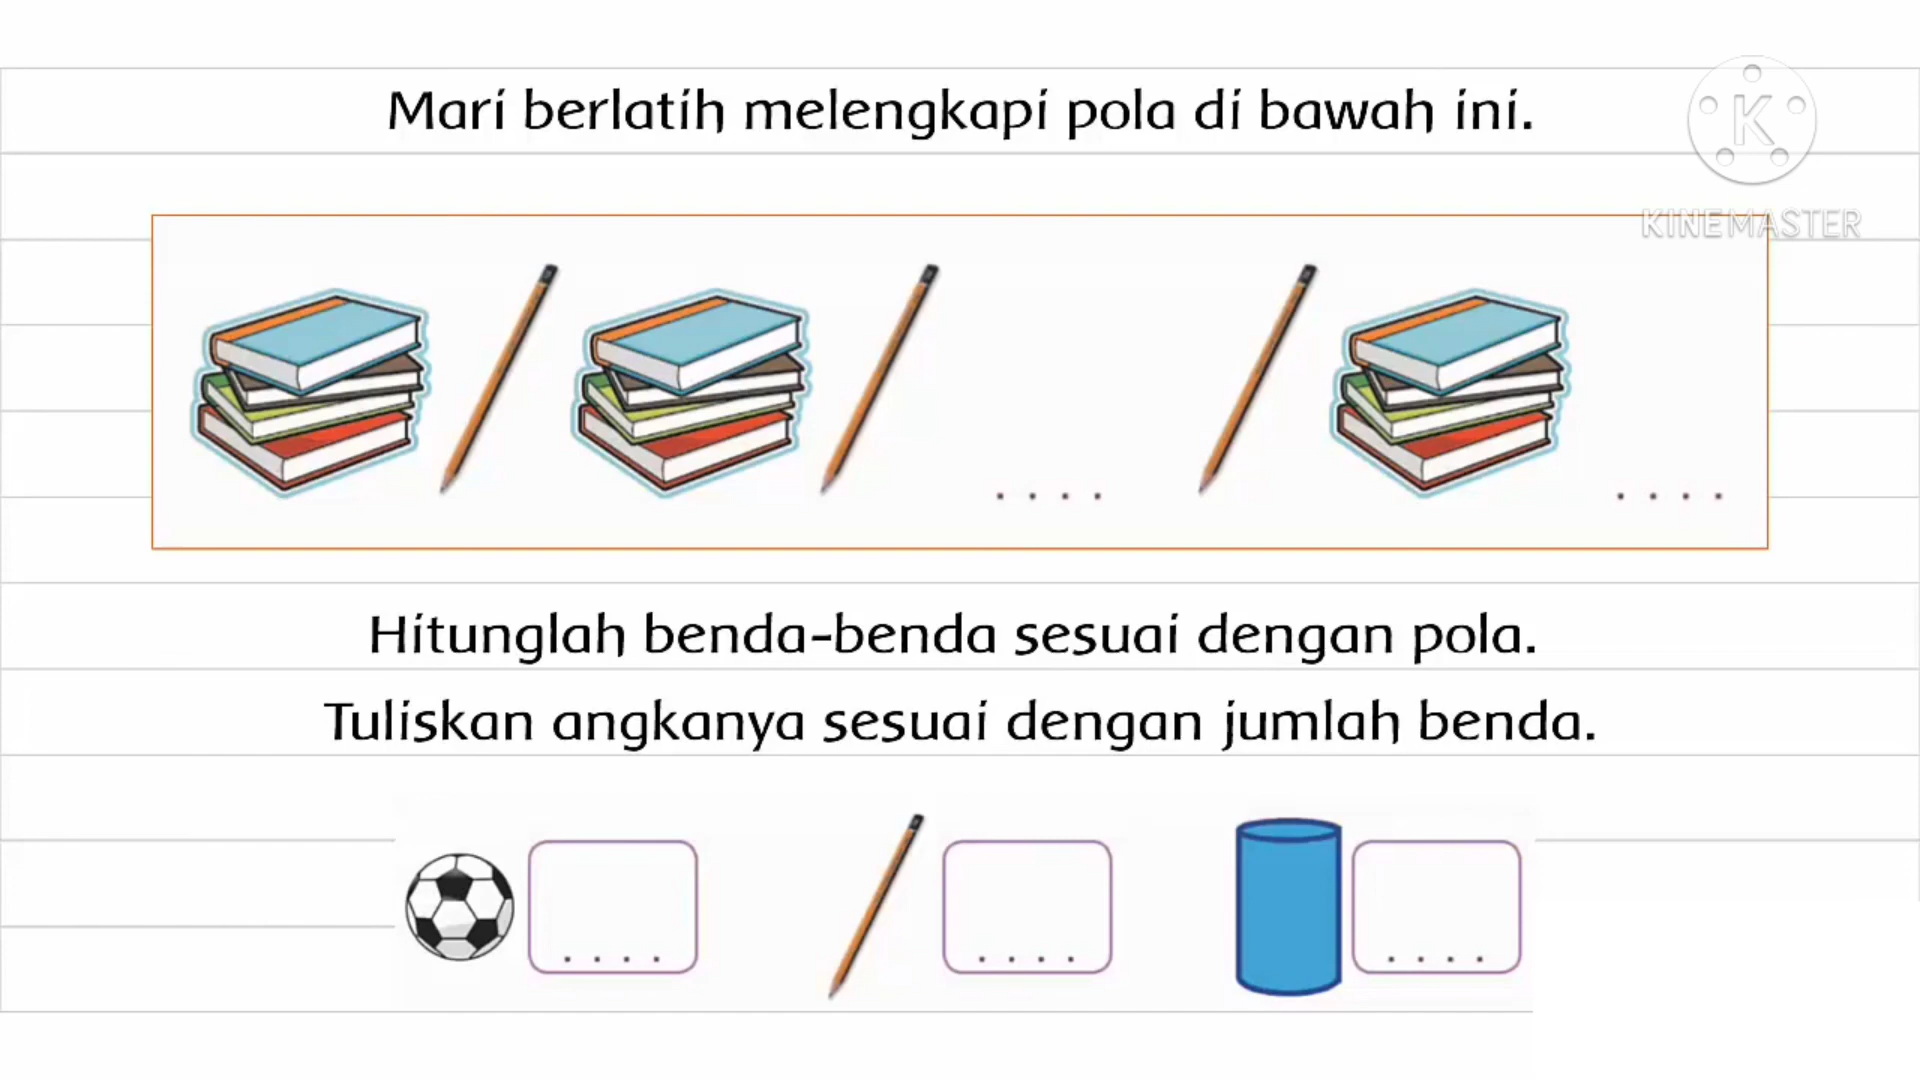 Mari berlatih melengkapi pola di bawah ini.
K
KINEMASTER
. . . .
. . . .
Hitunglah benda-benda sesuai dengan pola.
Tuliskan angkanya sesuai dengan jumlah benda.
. . . .
. . . .
. . . .